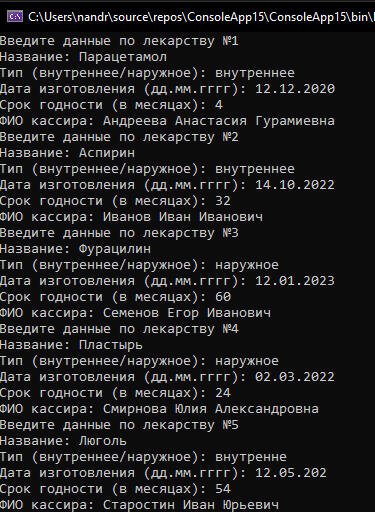 C:\Users\nandr\source\repos\ConsoleApp15\ConsoleApp15\bin\
Введите данные по лекарству №1
Название: Парацетамол
Тип (внутреннее/наружное): внутреннее
Дата изготовления (дд.мм.гггг): 12.12.2020
Срок годности (в месяцах): 4
ФИО кассира: Андреева Анастасия Гурамиевна
Введите данные по лекарству №2
Название: Аспирин
Тип (внутреннее/наружное): внутреннее
Дата изготовления (дд.мм.гггг): 14.10.2022
Срок годности (в месяцах): 32
ФИО кассира: Иванов Иван Иванович
Введите данные по лекарству №3
Название: Фурацилин
Тип (внутреннее/наружное): наружное
Дата изготовления (дд.мм.гггг): 12.01.2023
Срок годности (в месяцах): 60
ФИО кассира: Семенов Егор Иванович
Введите данные по лекарству №4
Название: Пластырь
Тип (внутреннее/наружное): наружное
Дата изготовления (дд.мм.гггг): 02.03.2022
Срок годности (в месяцах): 24
ФИО кассира: Смирнова Юлия Александровна
Введите данные по лекарству №5
Название: Люголь
Тип (внутреннее/наружное): внутренне
Дата изготовления (дд.мм.гггг): 12.05.202
Срок годности (в месяцах): 54
ФИО кассира: Старостин Иван Юрьевич